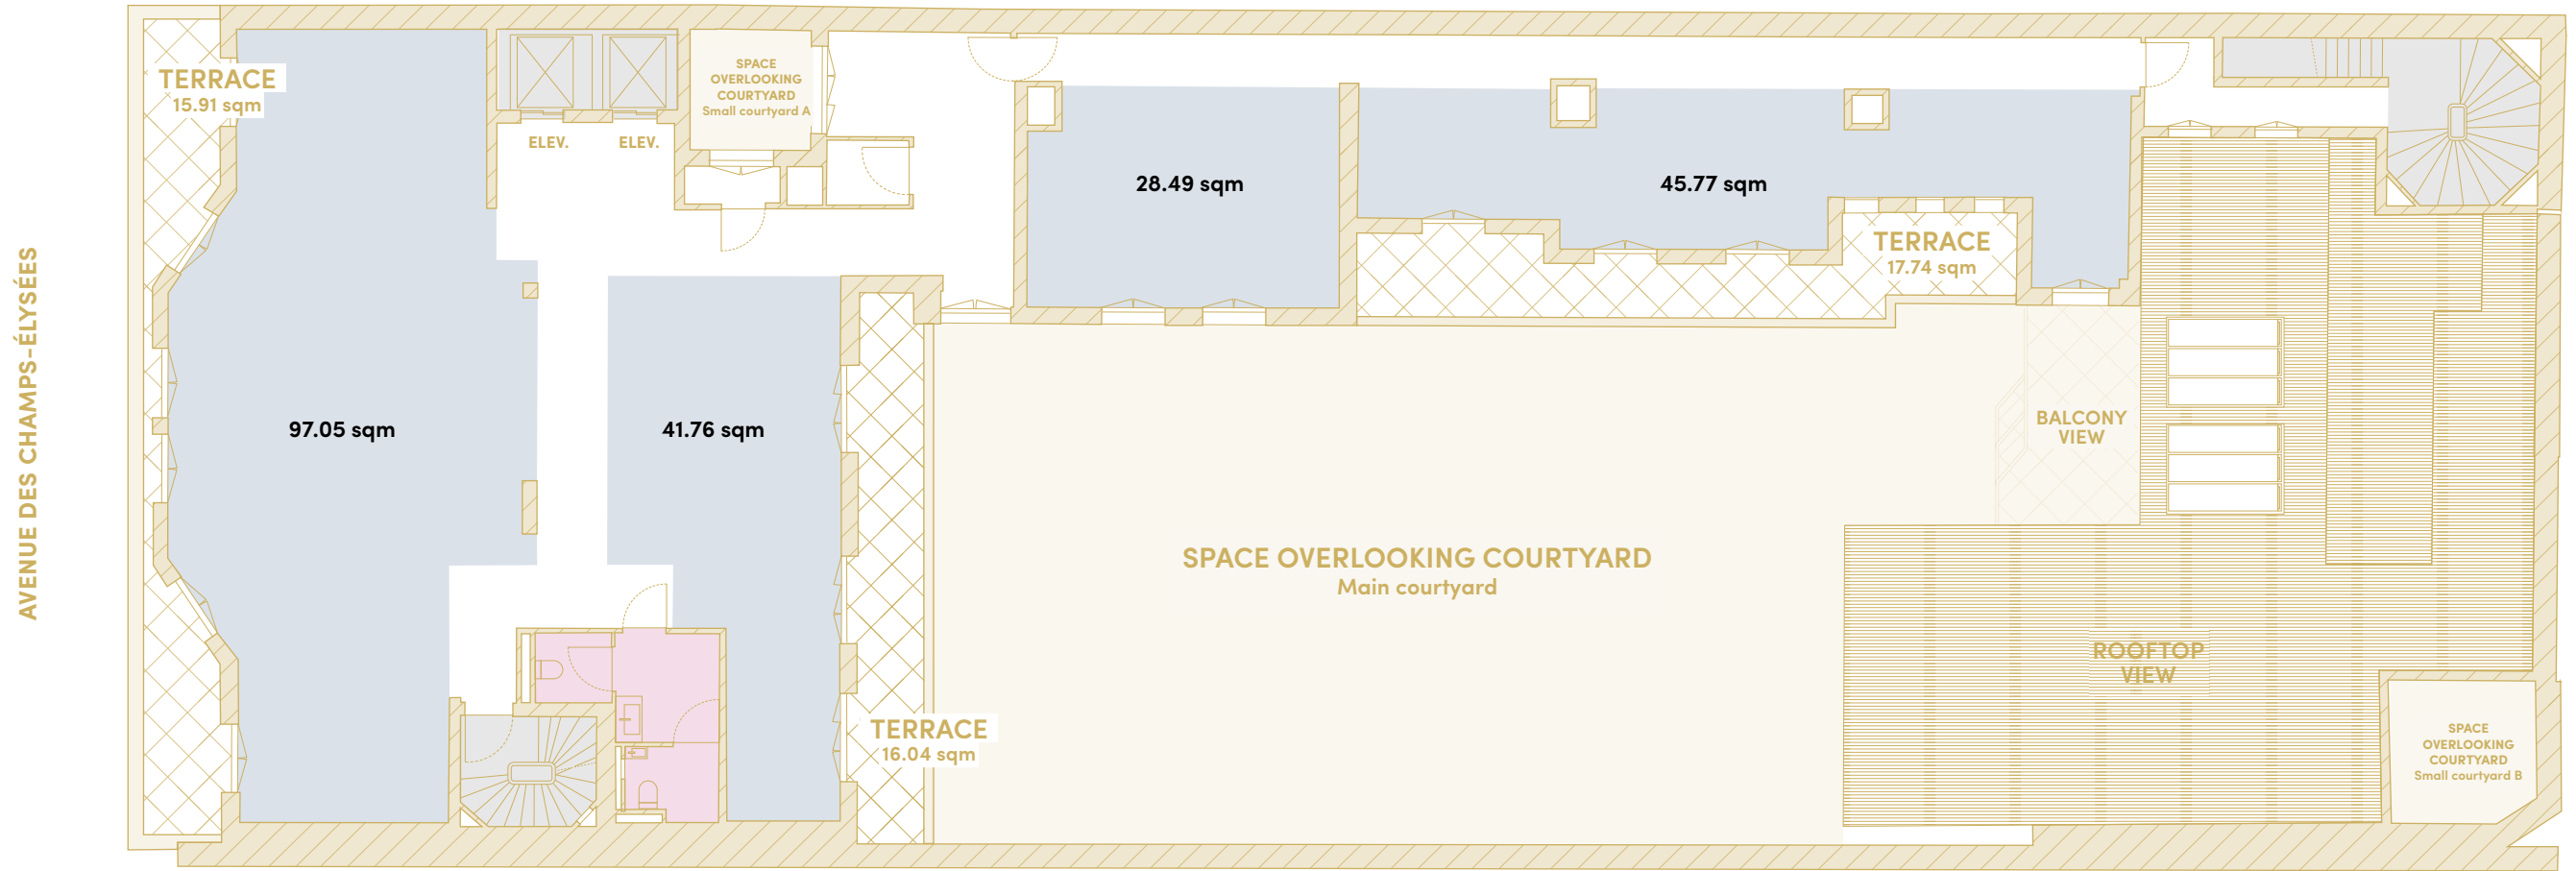 AVENUE DES CHAMPS-ÉLYSÉES
TERRACE
15.91 sqm
ELEV.
ELEV.
SPACE
OVERLOOKING
COURTYARD
Small courtyard A
28.49 sqm
45.77 sqm
TERRACE
17.74 sqm
97.05 sqm
41.76 sqm
BALCONY
VIEW
SPACE OVERLOOKING COURTYARD
Main courtyard
ROOFTOP
VIEW
TERRACE
16.04 sqm
SPACE
OVERLOOKING
COURTYARD
Small courtyard B